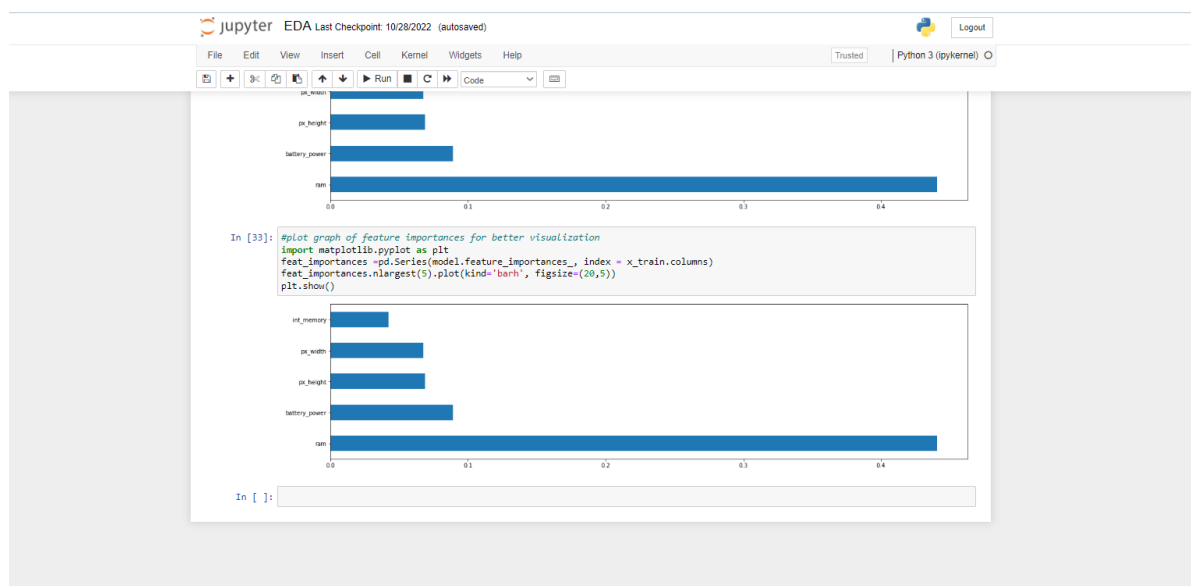 jupyter EDA Last Checkpoint: 10/28/2022 (autosaved)
Logout
File Edit View Insert Cell Kernel Widgets Help
Trusted
Python 3 (ipykernel)
Run
Code
px_width
px_height
battery_power
ram
0.0 0.1 0.2 0.3 0.4
In [33]: #plot graph of feature importances for better visualization
import matplotlib.pyplot as plt
feat_importances =pd.Series(model.feature_importances_, index = x_train.columns)
feat_importances.nlargest(5).plot(kind='barh', figsize=(20,5))
plt.show()
int_memory
px_width
px_height
battery_power
ram
0.0 0.1 0.2 0.3 0.4
In [ ]: